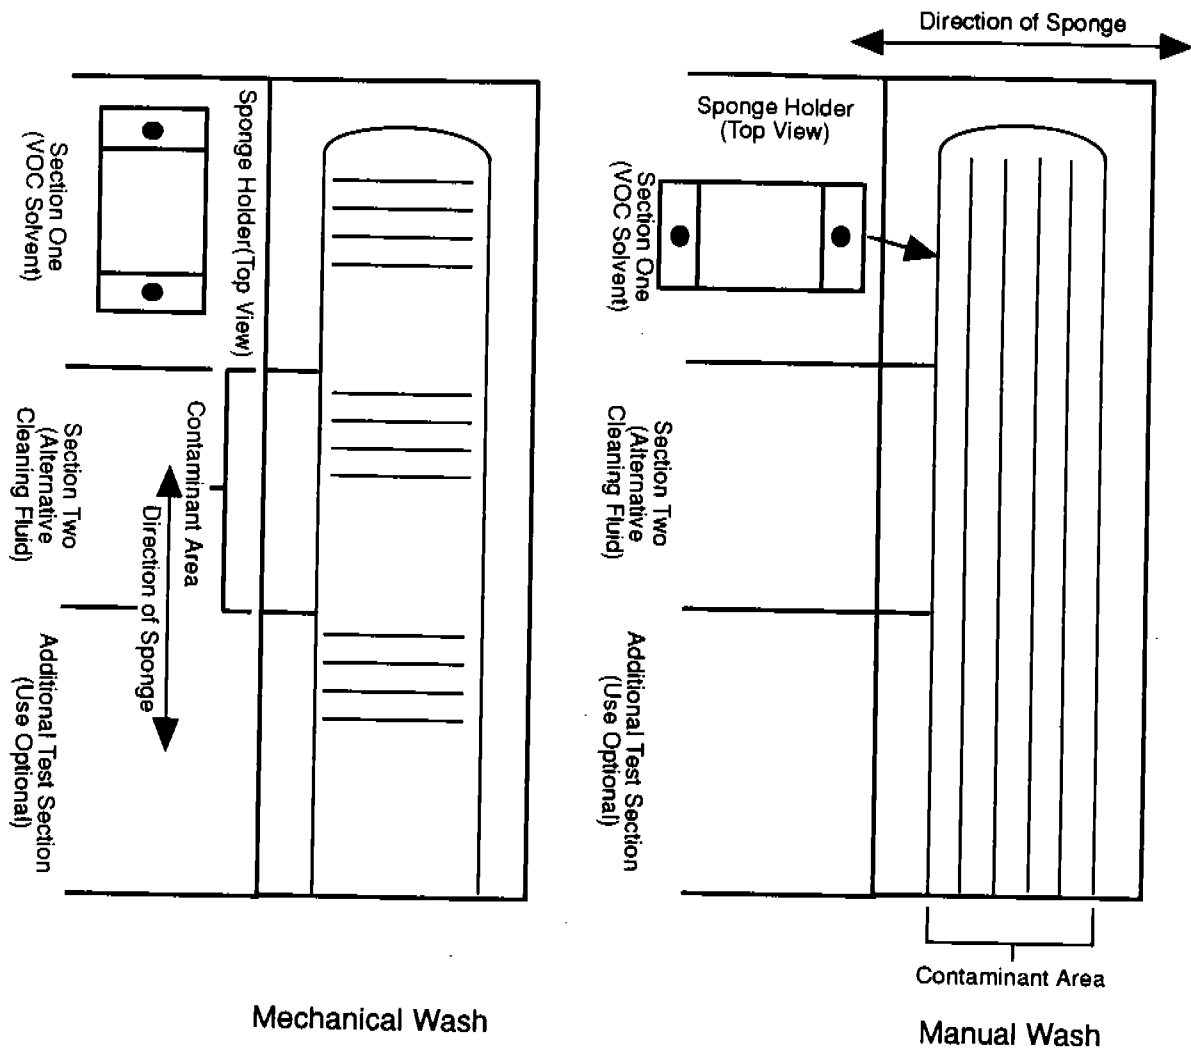 Section One
(VOC Solvent)
Sponge Holder(Top View)
Section Two
(Alternative
Cleaning Fluid)
Contaminant Area
Direction of Sponge
Additional Test Section
(Use Optional)
Mechanical Wash
Direction of Sponge
Sponge Holder
(Top View)
Section One
(VOC Solvent)
Section Two
(Alternative
Cleaning Fluid)
Additional Test Section
(Use Optional)
Contaminant Area
Manual Wash